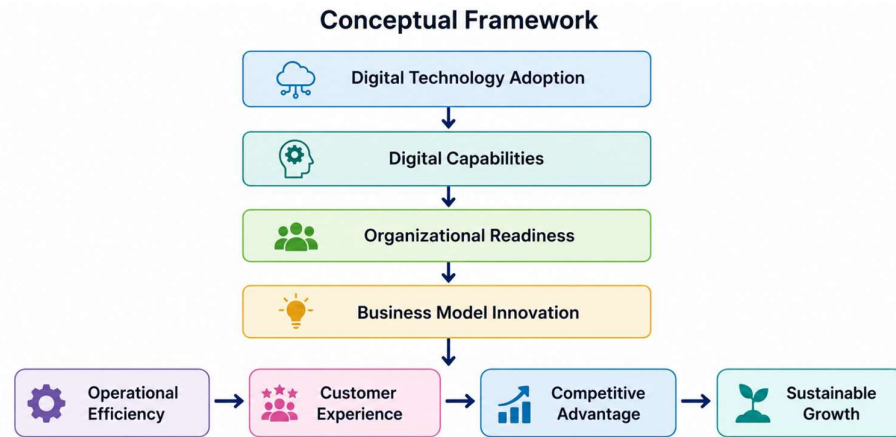 Conceptual Framework
Digital Technology Adoption
Digital Capabilities
Organizational Readiness
Business Model Innovation
Operational
Efficiency
Customer
Experience
Competitive
Advantage
Sustainable
Growth